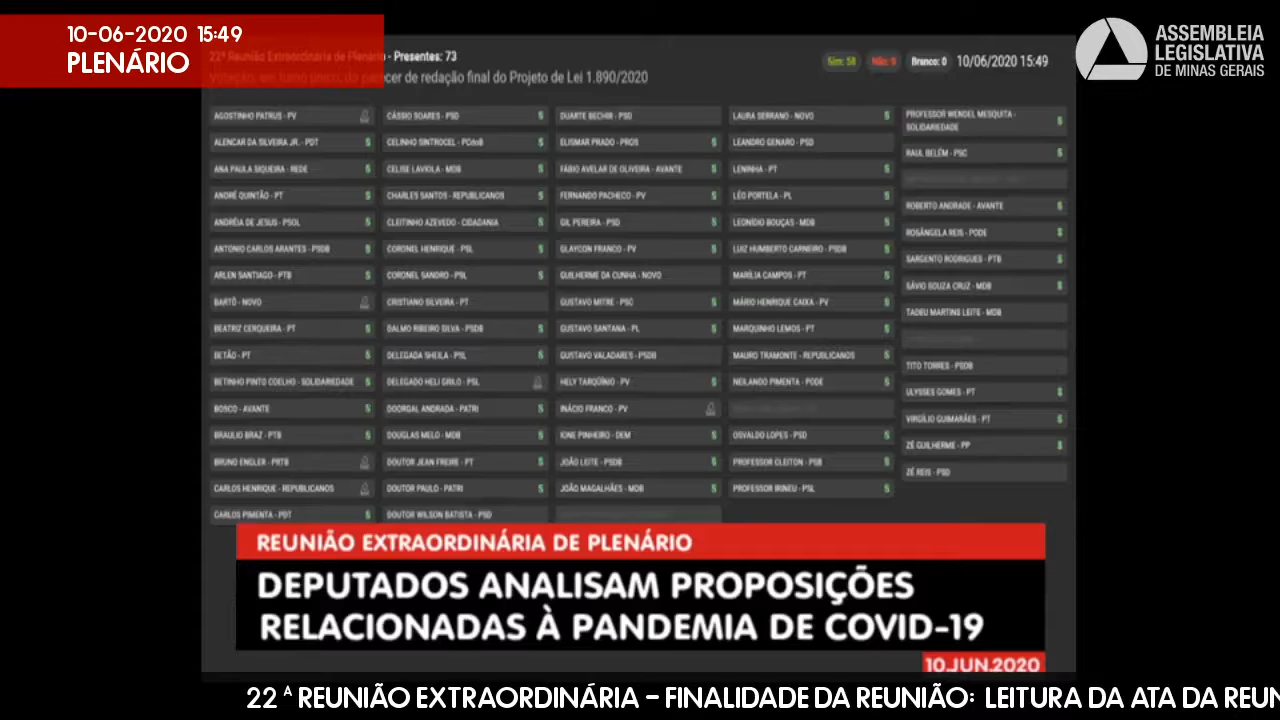 10-06-2020 15:49
PLENÁRIO
ASSEMBLEIA
LEGISLATIVA
DE MINAS GERAIS
22ª Reunião Extraordinária de Plenário - Presentes: 73
Sim: 58 Não: 0 Branco: 0 10/06/2020 15:49
Votação, em turno único, do parecer de redação final do Projeto de Lei 1.890/2020
AGOSTINHO PATRUS - PV
ALENCAR DA SILVEIRA JR. - PDT S
ANA PAULA SIQUEIRA - REDE S
ANDRÉ QUINTÃO - PT S
ANDRÉIA DE JESUS - PSOL S
ANTONIO CARLOS ARANTES - PSDB S
ARLEN SANTIAGO - PTB S
BARTÔ - NOVO
BEATRIZ CERQUEIRA - PT S
BETÃO - PT S
BETINHO PINTO COELHO - SOLIDARIEDADE S
BOSCO - AVANTE S
BRAULIO BRAZ - PTB S
BRUNO ENGLER - PRTB
CARLOS HENRIQUE - REPUBLICANOS
CARLOS PIMENTA - PDT S
CÁSSIO SOARES - PSD S
CELINHO SINTROCEL - PCdoB S
CELISE LAVIOLA - MDB S
CHARLES SANTOS - REPUBLICANOS S
CLEITINHO AZEVEDO - CIDADANIA S
CORONEL HENRIQUE - PSL S
CORONEL SANDRO - PSL S
CRISTIANO SILVEIRA - PT
DALMO RIBEIRO SILVA - PSDB S
DELEGADA SHEILA - PSL S
DELEGADO HELI GRILO - PSL
DOORGAL ANDRADA - PATRI S
DOUGLAS MELO - MDB S
DOUTOR JEAN FREIRE - PT S
DOUTOR PAULO - PATRI S
DOUTOR WILSON BATISTA - PSD
DUARTE BECHIR - PSD
ELISMAR PRADO - PROS S
FÁBIO AVELAR DE OLIVEIRA - AVANTE S
FERNANDO PACHECO - PV S
GIL PEREIRA - PSD S
GLAYCON FRANCO - PV S
GUILHERME DA CUNHA - NOVO
GUSTAVO MITRE - PSC S
GUSTAVO SANTANA - PL S
GUSTAVO VALADARES - PSDB
HELY TARQÜÍNIO - PV S
INÁCIO FRANCO - PV
IONE PINHEIRO - DEM S
JOÃO LEITE - PSDB S
JOÃO MAGALHÃES - MDB S
LAURA SERRANO - NOVO S
LEANDRO GENARO - PSD
LENINHA - PT S
LÉO PORTELA - PL S
LEONÍDIO BOUÇAS - MDB S
LUIZ HUMBERTO CARNEIRO - PSDB S
MARÍLIA CAMPOS - PT S
MÁRIO HENRIQUE CAIXA - PV S
MARQUINHO LEMOS - PT S
MAURO TRAMONTE - REPUBLICANOS S
NEILANDO PIMENTA - PODE S
OSVALDO LOPES - PSD S
PROFESSOR CLEITON - PSB S
PROFESSOR IRINEU - PSL S
PROFESSOR WENDEL MESQUITA -
SOLIDARIEDADE S
RAUL BELÉM - PSC S
ROBERTO ANDRADE - AVANTE S
ROSÂNGELA REIS - PODE S
SARGENTO RODRIGUES - PTB S
SÁVIO SOUZA CRUZ - MDB S
TADEU MARTINS LEITE - MDB
TITO TORRES - PSDB
ULYSSES GOMES - PT S
VIRGÍLIO GUIMARÃES - PT S
ZÉ GUILHERME - PP S
ZÉ REIS - PSD
REUNIÃO EXTRAORDINÁRIA DE PLENÁRIO
DEPUTADOS ANALISAM PROPOSIÇÕES
RELACIONADAS À PANDEMIA DE COVID-19
10.JUN.2020
22ª REUNIÃO EXTRAORDINÁRIA - FINALIDADE DA REUNIÃO: LEITURA DA ATA DA REUN